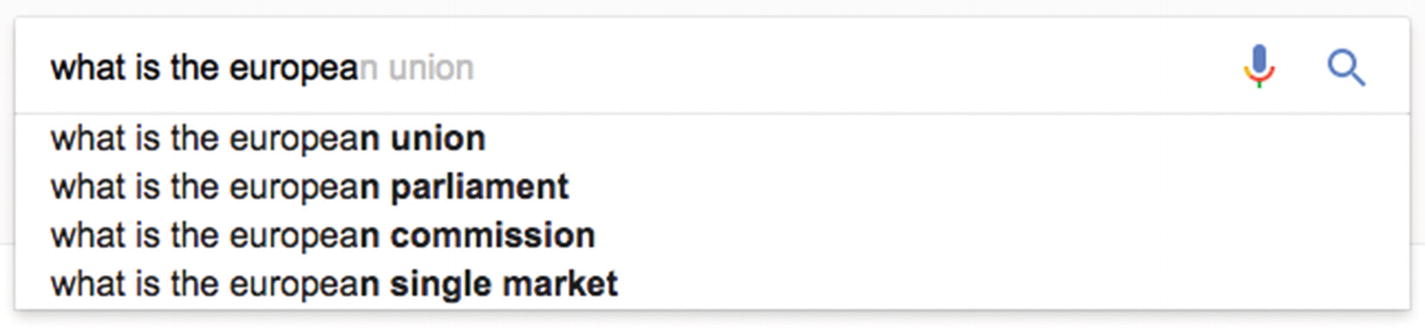 what is the european union
what is the european union
what is the european parliament
what is the european commission
what is the european single market